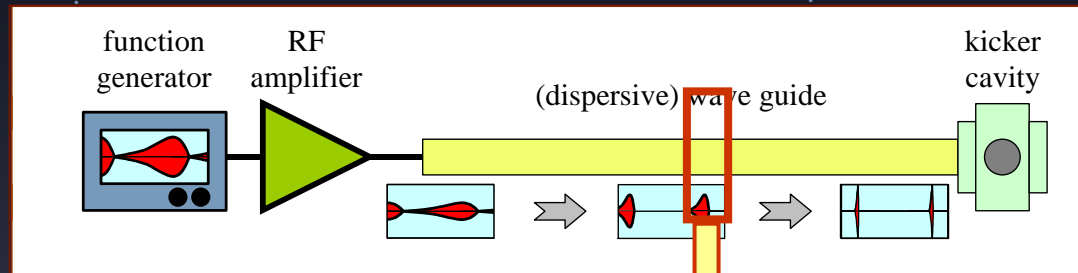 function
generator
RF
amplifier
(dispersive) wave guide
kicker
cavity